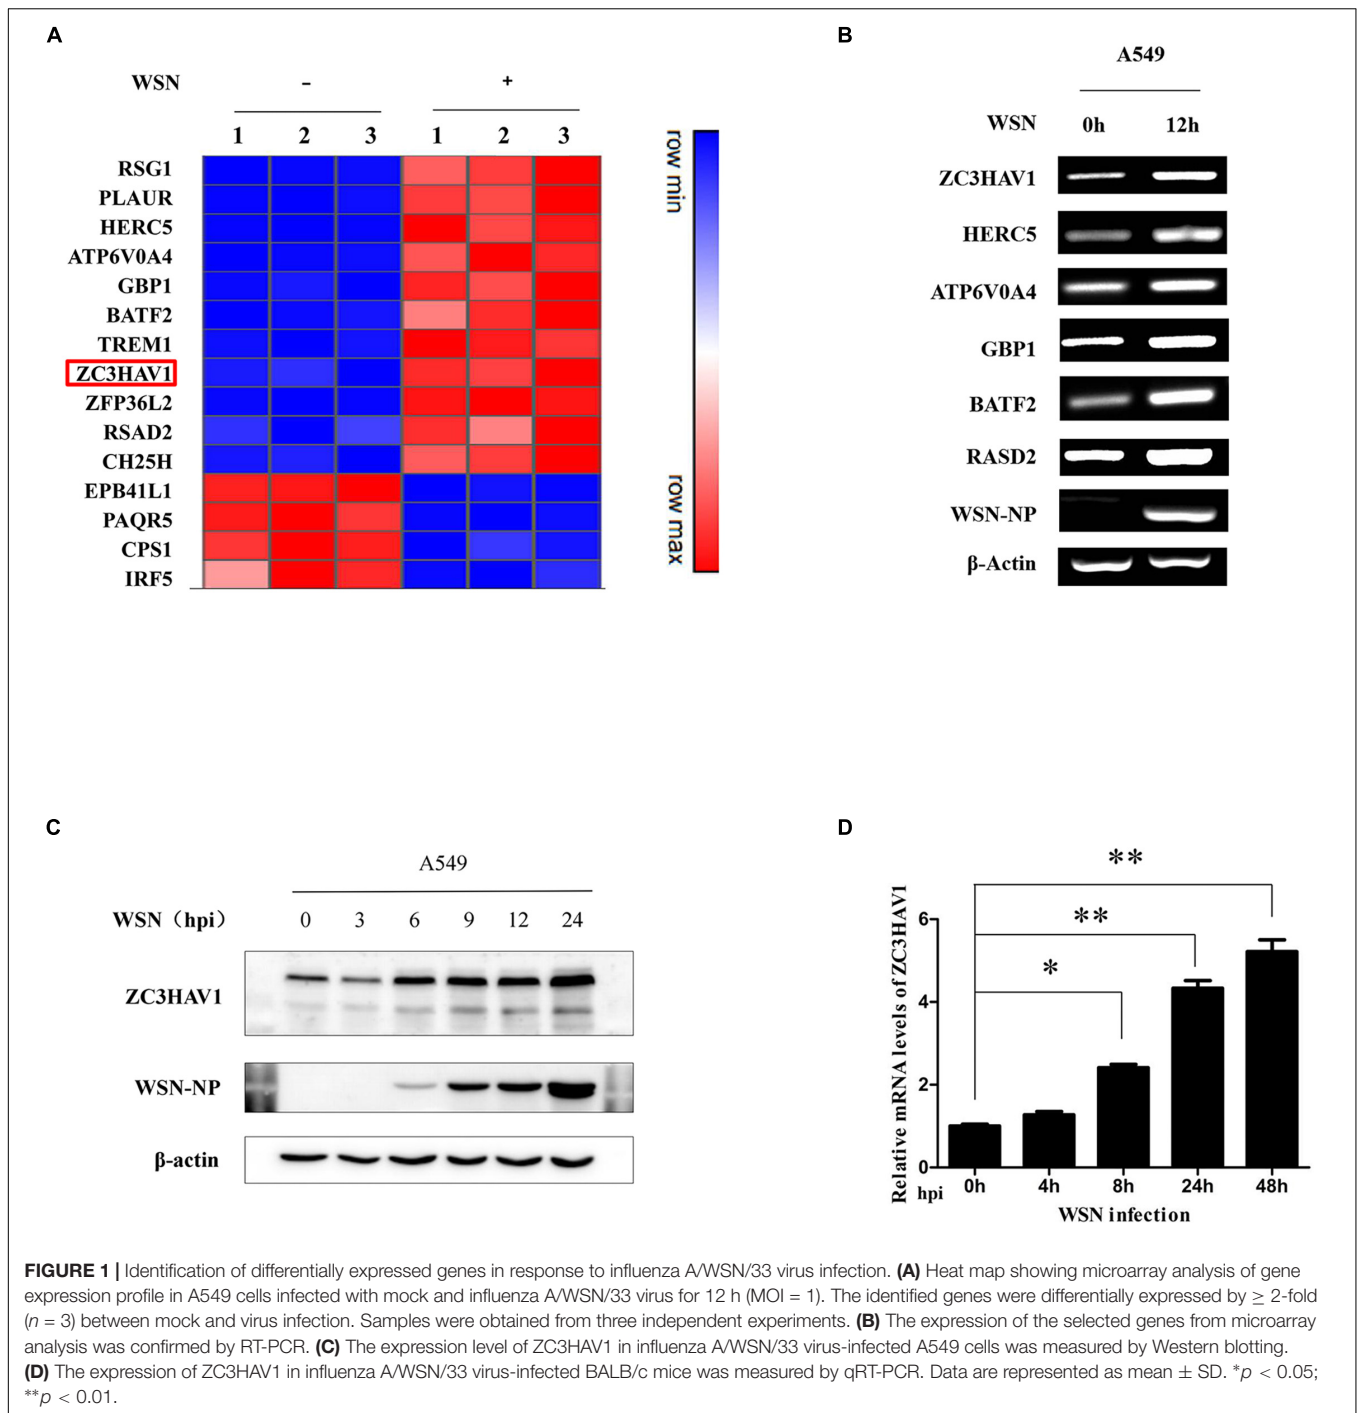 A
WSN - +
1 2 3 1 2 3
RSG1
PLAUR
HERC5
ATP6V0A4
GBP1
BATF2
TREM1
ZC3HAV1
ZFP36L2
RSAD2
CH25H
EPB41L1
PAQR5
CPS1
IRF5
row min
row max
B
A549
WSN 0h 12h
ZC3HAV1
HERC5
ATP6V0A4
GBP1
BATF2
RASD2
WSN-NP
β-Actin
C
A549
WSN（hpi） 0 3 6 9 12 24
ZC3HAV1
WSN-NP
β-actin
D
Relative mRNA levels of ZC3HAV1
**
**
*
6
4
2
0
hpi 0h 4h 8h 24h 48h
WSN infection
FIGURE 1 | Identification of differentially expressed genes in response to influenza A/WSN/33 virus infection. (A) Heat map showing microarray analysis of gene
expression profile in A549 cells infected with mock and influenza A/WSN/33 virus for 12 h (MOI = 1). The identified genes were differentially expressed by ≥ 2-fold
(n = 3) between mock and virus infection. Samples were obtained from three independent experiments. (B) The expression of the selected genes from microarray
analysis was confirmed by RT-PCR. (C) The expression level of ZC3HAV1 in influenza A/WSN/33 virus-infected A549 cells was measured by Western blotting.
(D) The expression of ZC3HAV1 in influenza A/WSN/33 virus-infected BALB/c mice was measured by qRT-PCR. Data are represented as mean ± SD. *p < 0.05;
**p < 0.01.